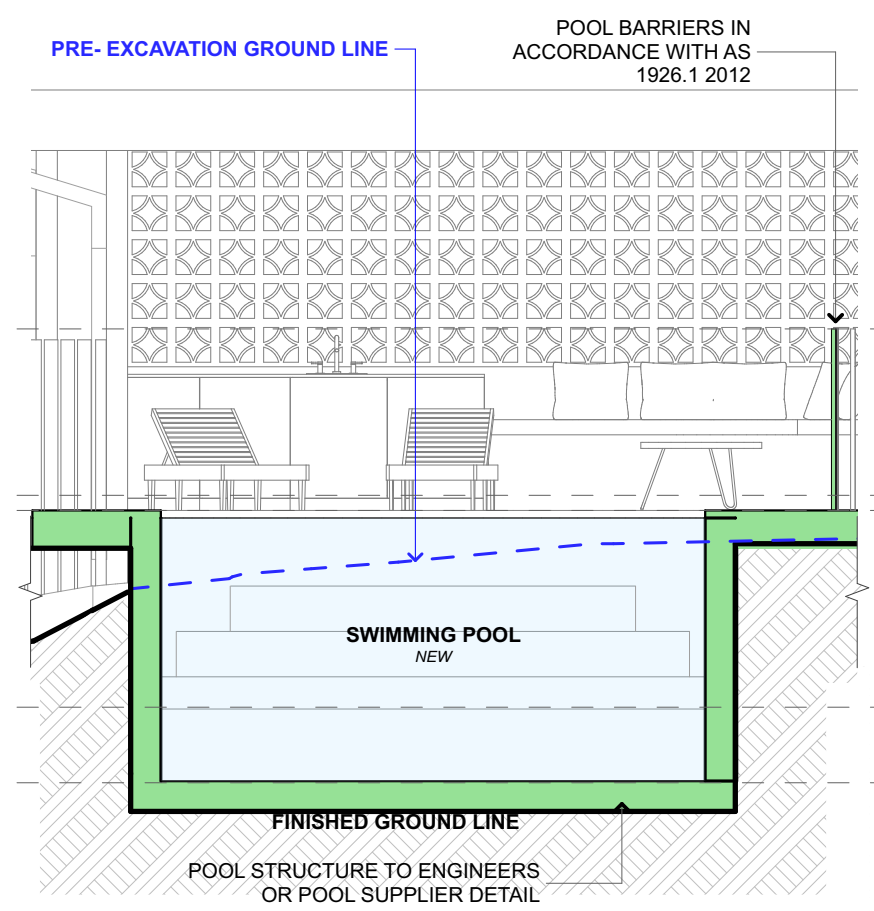 POOL BARRIERS IN
ACCORDANCE WITH AS
1926.1 2012
PRE- EXCAVATION GROUND LINE
SWIMMING POOL
NEW
FINISHED GROUND LINE
POOL STRUCTURE TO ENGINEERS
OR POOL SUPPLIER DETAIL